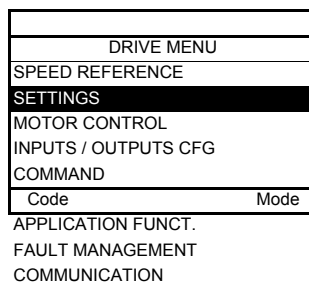 DRIVE MENU
SPEED REFERENCE
SETTINGS
MOTOR CONTROL
INPUTS / OUTPUTS CFG
COMMAND
Code Mode
APPLICATION FUNCT.
FAULT MANAGEMENT
COMMUNICATION